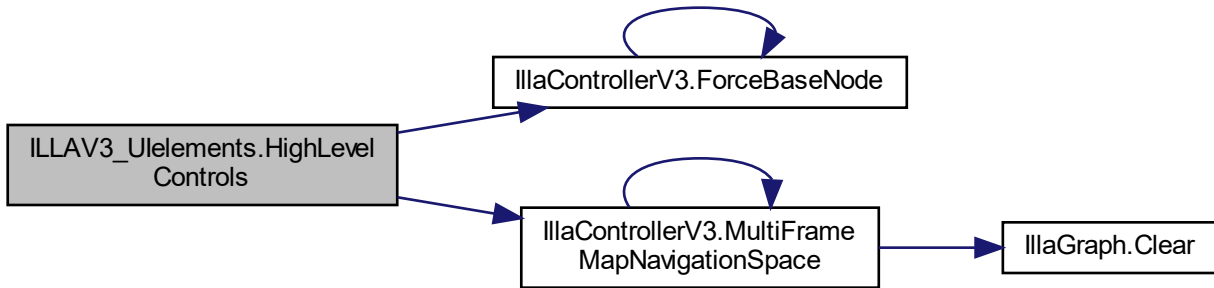 IllaControllerV3.ForceBaseNode
ILLAV3_UIelements.HighLevel
Controls
IllaControllerV3.MultiFrame
MapNavigationSpace
IllaGraph.Clear